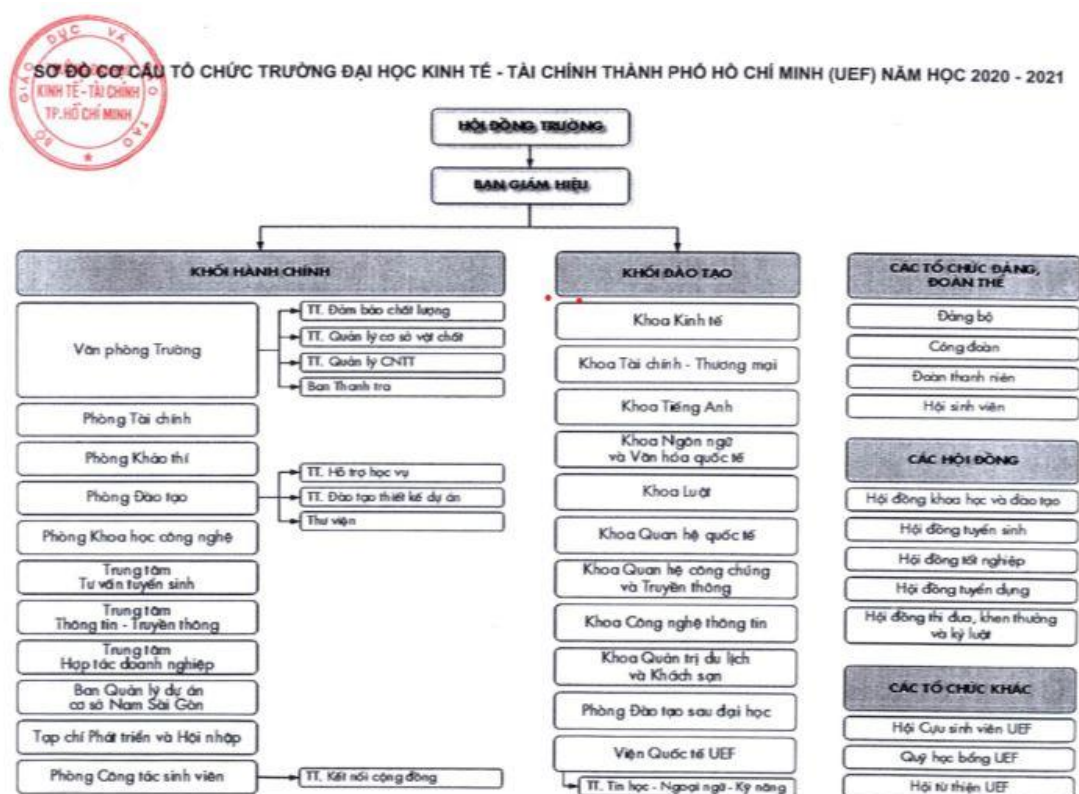 SƠ ĐỒ CƠ CẤU TỔ CHỨC TRƯỜNG ĐẠI HỌC KINH TẾ - TÀI CHÍNH THÀNH PHỐ HỒ CHÍ MINH (UEF) NĂM HỌC 2020 - 2021
BỘ GIÁO DỤC VÀ ĐÀO TẠO
KINH TẾ - TÀI CHÍNH
TP.HỒ CHÍ MINH
HỘI ĐỒNG TRƯỜNG
BAN GIÁM HIỆU
KHỐI HÀNH CHÍNH
Văn phòng Trường
TT. Đảm bảo chất lượng
TT. Quản lý cơ sở vật chất
TT. Quản lý CNTT
Ban Thanh tra
Phòng Tài chính
Phòng Khảo thí
Phòng Đào tạo
TT. Hỗ trợ học vụ
TT. Đào tạo thiết kế dự án
Thư viện
Phòng Khoa học công nghệ
Trung tâm
Tư vấn tuyển sinh
Trung tâm
Thông tin - Truyền thông
Trung tâm
Hợp tác doanh nghiệp
Ban Quản lý dự án
cơ sở Nam Sài Gòn
Tạp chí Phát triển và Hội nhập
Phòng Công tác sinh viên
TT. Kết nối cộng đồng
KHỐI ĐÀO TẠO
Khoa Kinh tế
Khoa Tài chính - Thương mại
Khoa Tiếng Anh
Khoa Ngôn ngữ
và Văn hóa quốc tế
Khoa Luật
Khoa Quan hệ quốc tế
Khoa Quan hệ công chúng
và Truyền thông
Khoa Công nghệ thông tin
Khoa Quản trị du lịch
và Khách sạn
Phòng Đào tạo sau đại học
Viện Quốc tế UEF
TT. Tin học - Ngoại ngữ - Kỹ năng
CÁC TỔ CHỨC ĐẢNG,
ĐOÀN THỂ
Đảng bộ
Công đoàn
Đoàn thanh niên
Hội sinh viên
CÁC HỘI ĐỒNG
Hội đồng khoa học và đào tạo
Hội đồng tuyển sinh
Hội đồng tốt nghiệp
Hội đồng tuyển dụng
Hội đồng thi đua, khen thưởng
và kỷ luật
CÁC TỔ CHỨC KHÁC
Hội Cựu sinh viên UEF
Quỹ học bổng UEF
Hội từ thiện UEF